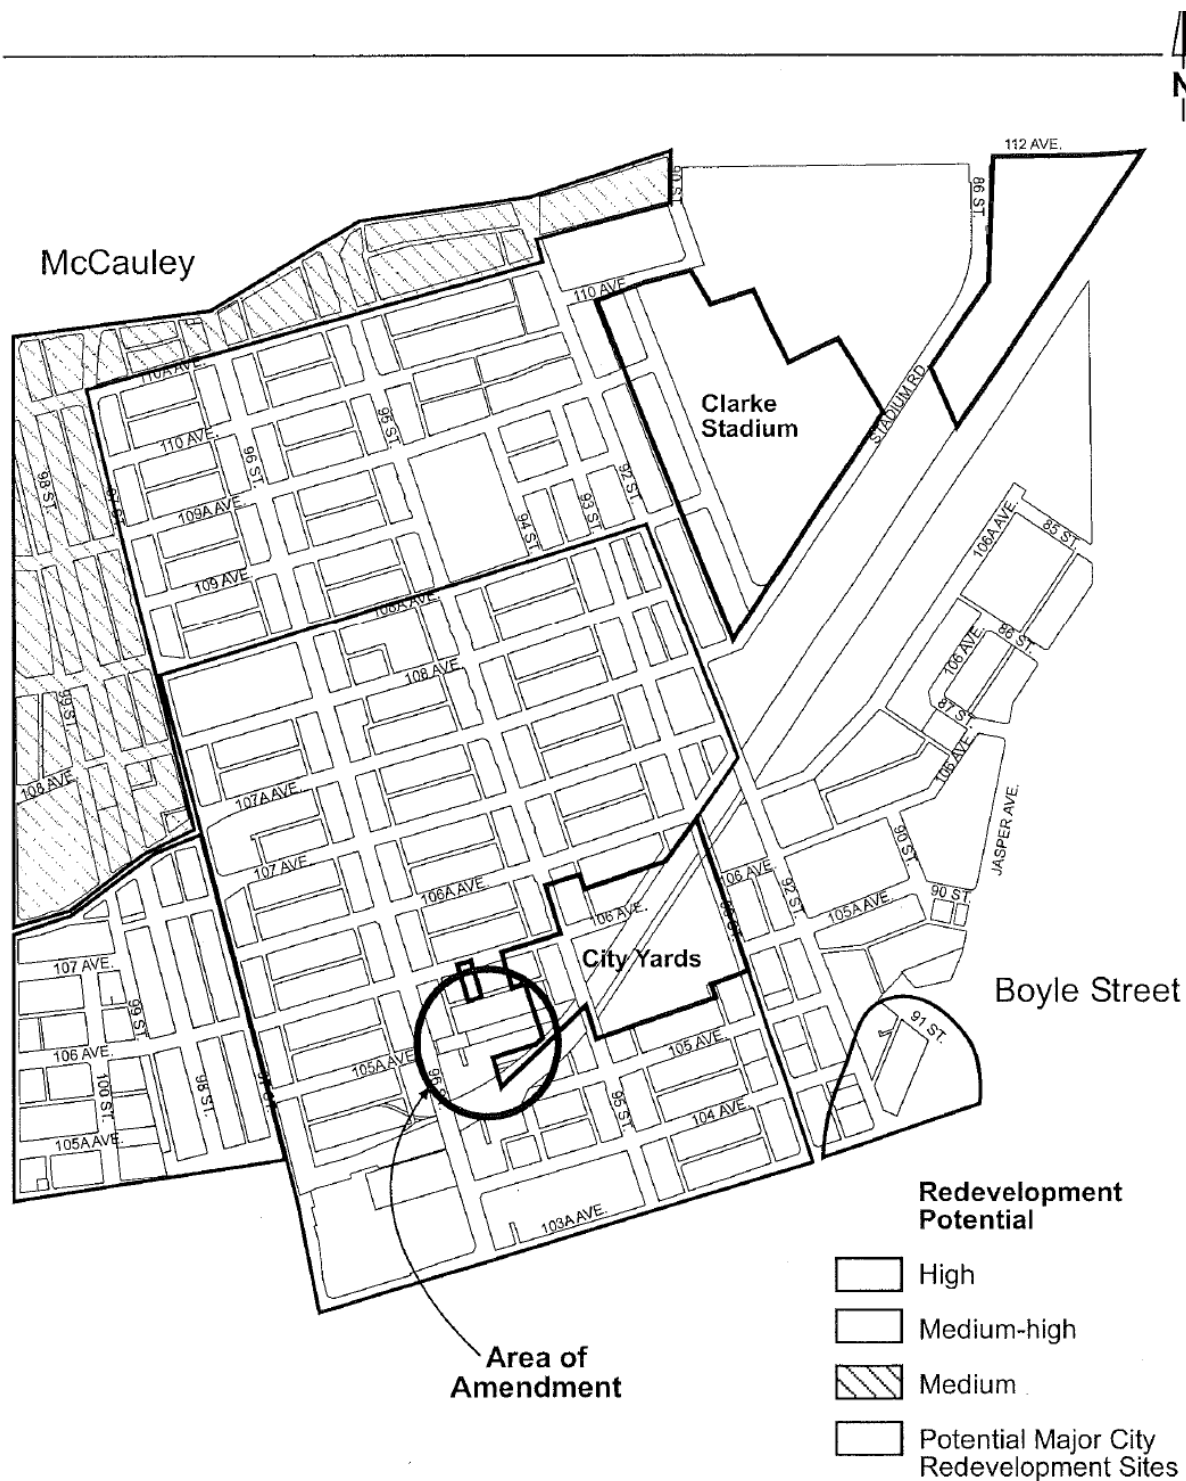 N
112 AVE.
90 ST.
86 ST.
McCauley
110 AVE.
110A AVE.
STADIUM RD.
Clarke
Stadium
95 ST.
110 AVE.
96 ST.
98 ST.
92 ST.
93 ST.
94 ST.
109A AVE.
106A AVE.
85 ST.
109 AVE.
108A AVE.
86 ST.
106 AVE.
108 AVE.
99 ST.
87 ST.
106 AVE.
108 AVE.
107A AVE.
JASPER AVE.
90 ST.
107 AVE.
106 AVE.
92 ST.
106A AVE.
90 ST.
105A AVE.
106 AVE.
City Yards
107 AVE.
Boyle Street
99 ST.
91 ST.
106 AVE.
105A AVE.
105 AVE.
96 ST.
98 ST.
100 ST.
95 ST.
104 AVE.
105A AVE.
103A AVE.
Area of
Amendment
Redevelopment
Potential
High
Medium-high
Medium
Potential Major City
Redevelopment Sites